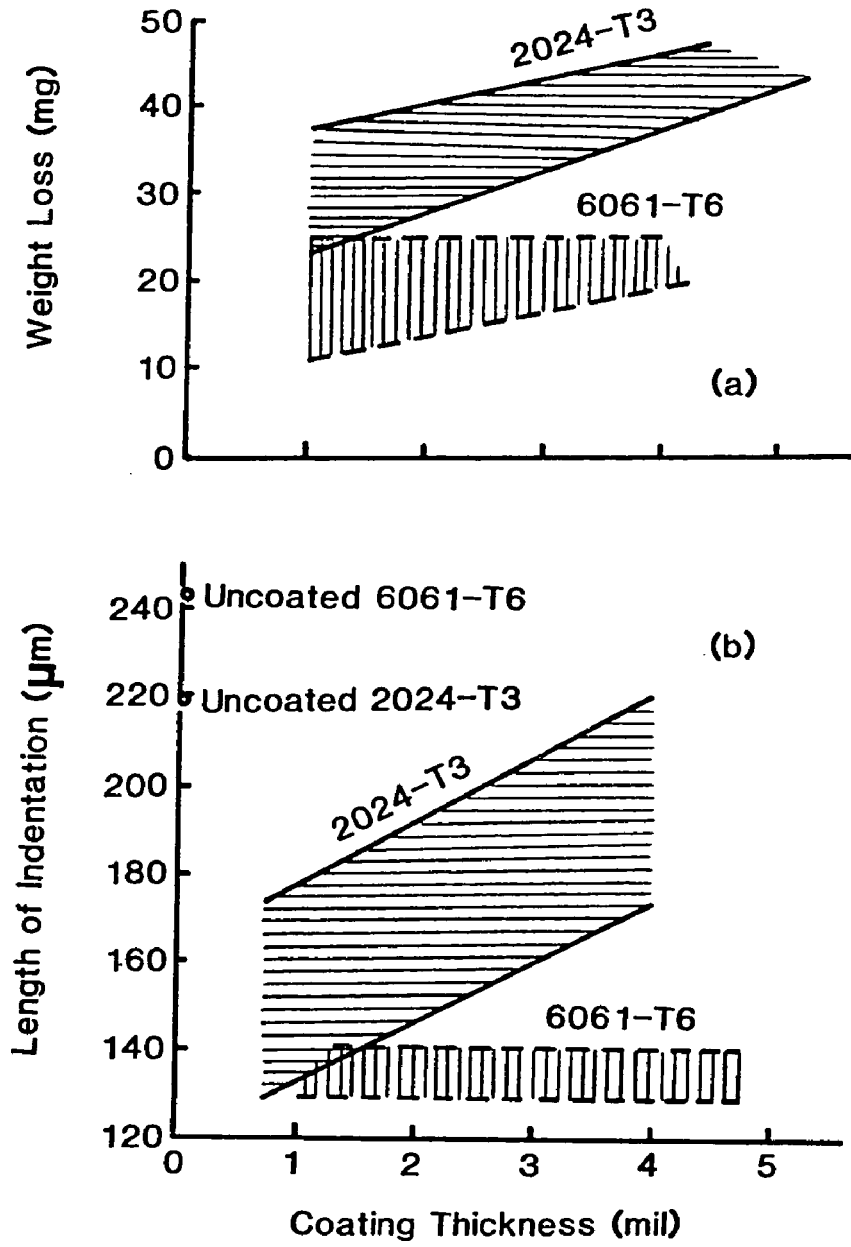 Weight Loss (mg)
50
40
30
20
10
0
2024-T3
6061-T6
(a)
Length of Indentation (µm)
240
220
200
180
160
140
120
Uncoated 6061-T6
Uncoated 2024-T3
(b)
2024-T3
6061-T6
0 1 2 3 4 5
Coating Thickness (mil)